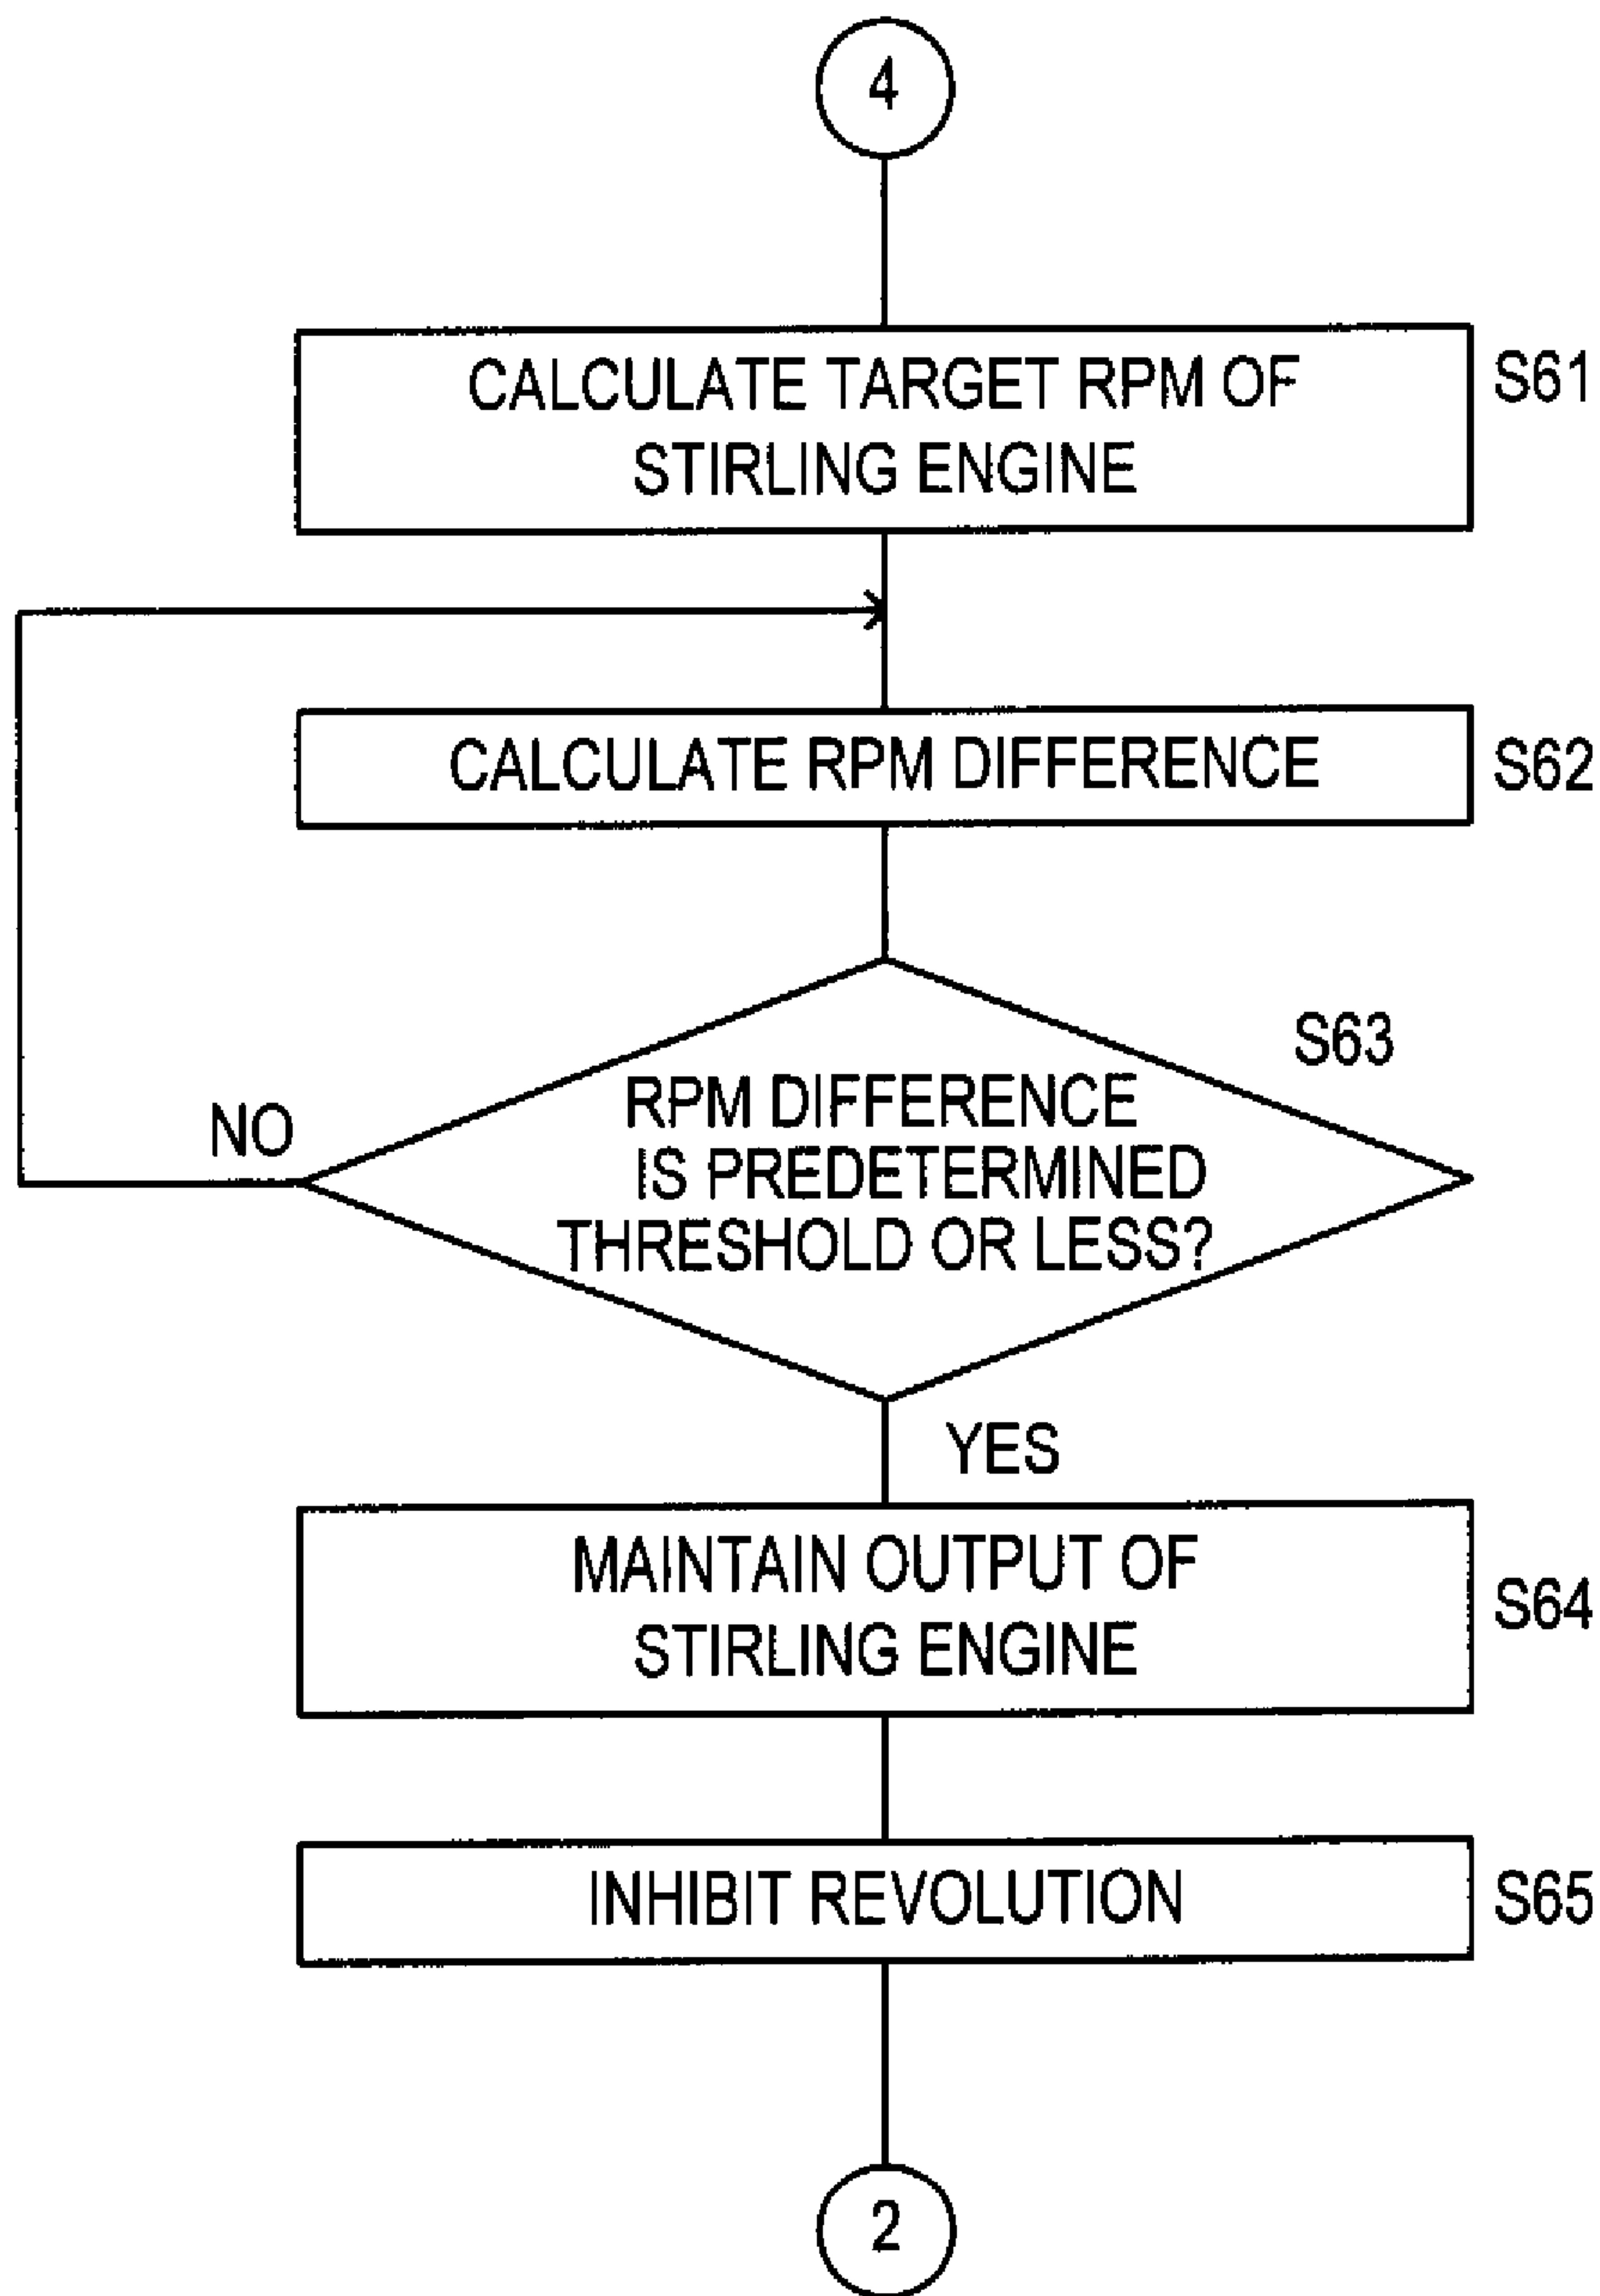 4
CALCULATE TARGET RPM OF
STIRLING ENGINE
S61
CALCULATE RPM DIFFERENCE
S62
S63
RPM DIFFERENCE
IS PREDETERMINED
THRESHOLD OR LESS?
NO
YES
MAINTAIN OUTPUT OF
STIRLING ENGINE
S64
INHIBIT REVOLUTION
S65
2